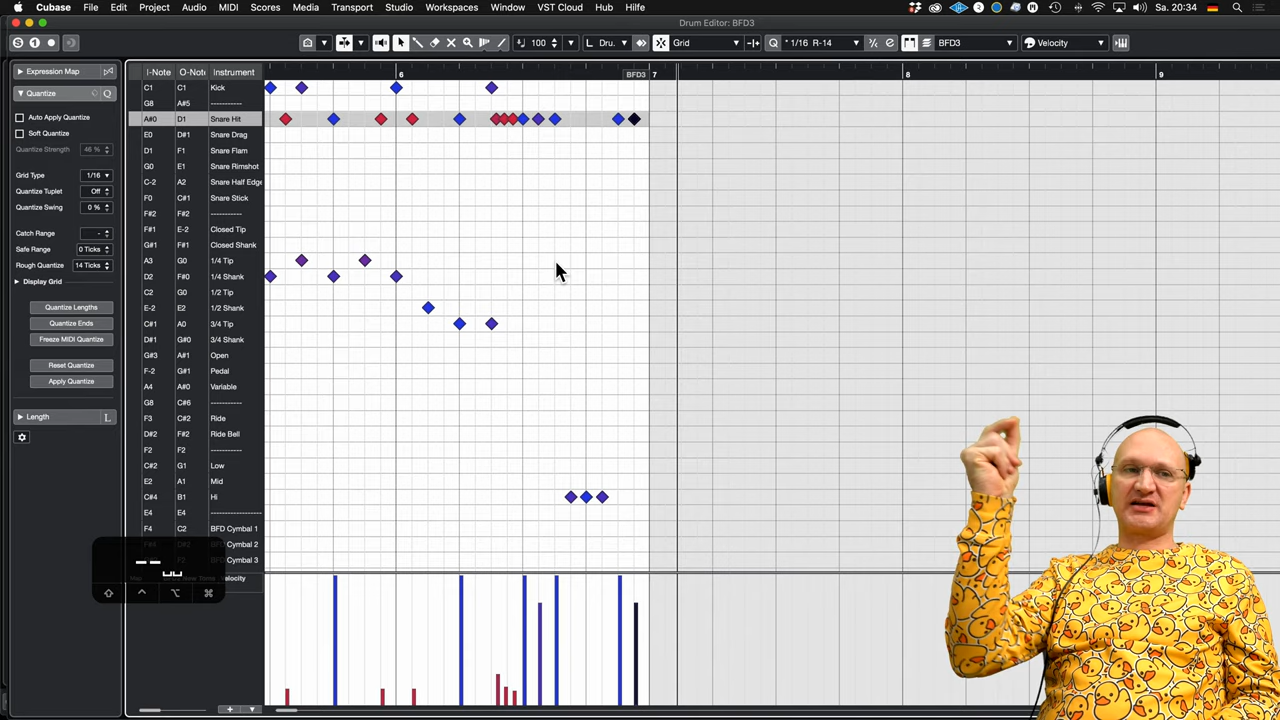 Cubase File Edit Project Audio MIDI Scores Media Transport Studio Workspaces Window VST Cloud Hub Hilfe
Sa. 20:34
Drum Editor: BFD3
100
Dru.
Grid
1/16 R-14
BFD3
Velocity
Expression Map
Quantize
Auto Apply Quantize
Soft Quantize
Quantize Strength 46 %
Grid Type 1/16
Quantize Tuplet Off
Quantize Swing 0 %
Catch Range -
Safe Range 0 Ticks
Rough Quantize 14 Ticks
Display Grid
Quantize Lengths
Quantize Ends
Freeze MIDI Quantize
Reset Quantize
Apply Quantize
Length L
I-Note O-Note Instrument
6 BFD3 7 8 9
C1 C1 Kick
G8 A#5 -----------
A#0 D1 Snare Hit
E0 D#1 Snare Drag
D1 F1 Snare Flam
G0 E1 Snare Rimshot
C-2 A2 Snare Half Edge
F0 C#1 Snare Stick
F#2 F#2 -----------
F#1 E-2 Closed Tip
G#1 F#1 Closed Shank
A3 G0 1/4 Tip
D2 F#0 1/4 Shank
C2 G0 1/2 Tip
E-2 E2 1/2 Shank
C#1 A0 3/4 Tip
D#1 G#0 3/4 Shank
G#3 A#1 Open
F-2 G#1 Pedal
A4 A#0 Variable
G8 C#6 -----------
F3 C#2 Ride
D#2 F#2 Ride Bell
F2 F2 -----------
C#2 G1 Low
E2 A1 Mid
C#4 B1 Hi
E4 E4 ------------------
F4 C2 BFD Cymbal 1
BFD Cymbal 2
BFD Cymbal 3
Velocity